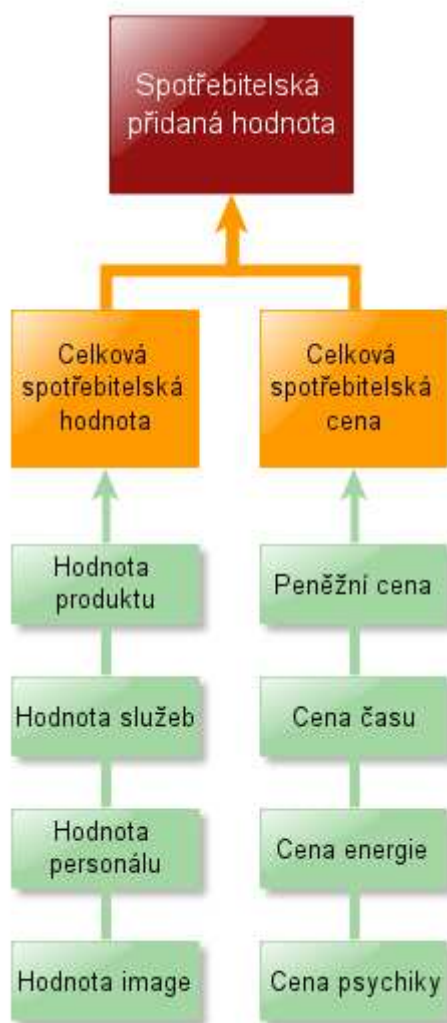 Spotřebitelská
přidaná hodnota
Celková
spotřebitelská
hodnota
Celková
spotřebitelská
cena
Hodnota
produktu
Peněžní cena
Hodnota služeb
Cena času
Hodnota
personálu
Cena energie
Hodnota image
Cena psychiky